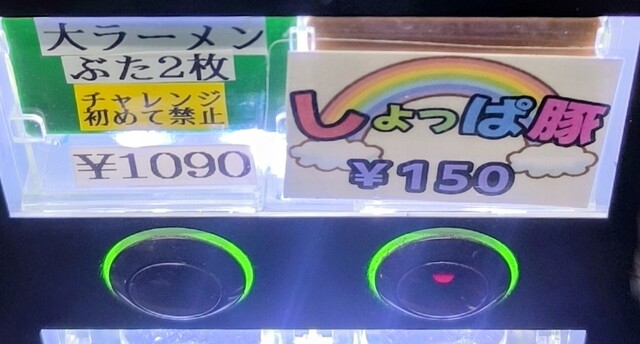 大ラーメン
ぶた2枚
チャレンジ
初めて禁止
¥1090
しょっぱ豚
¥150